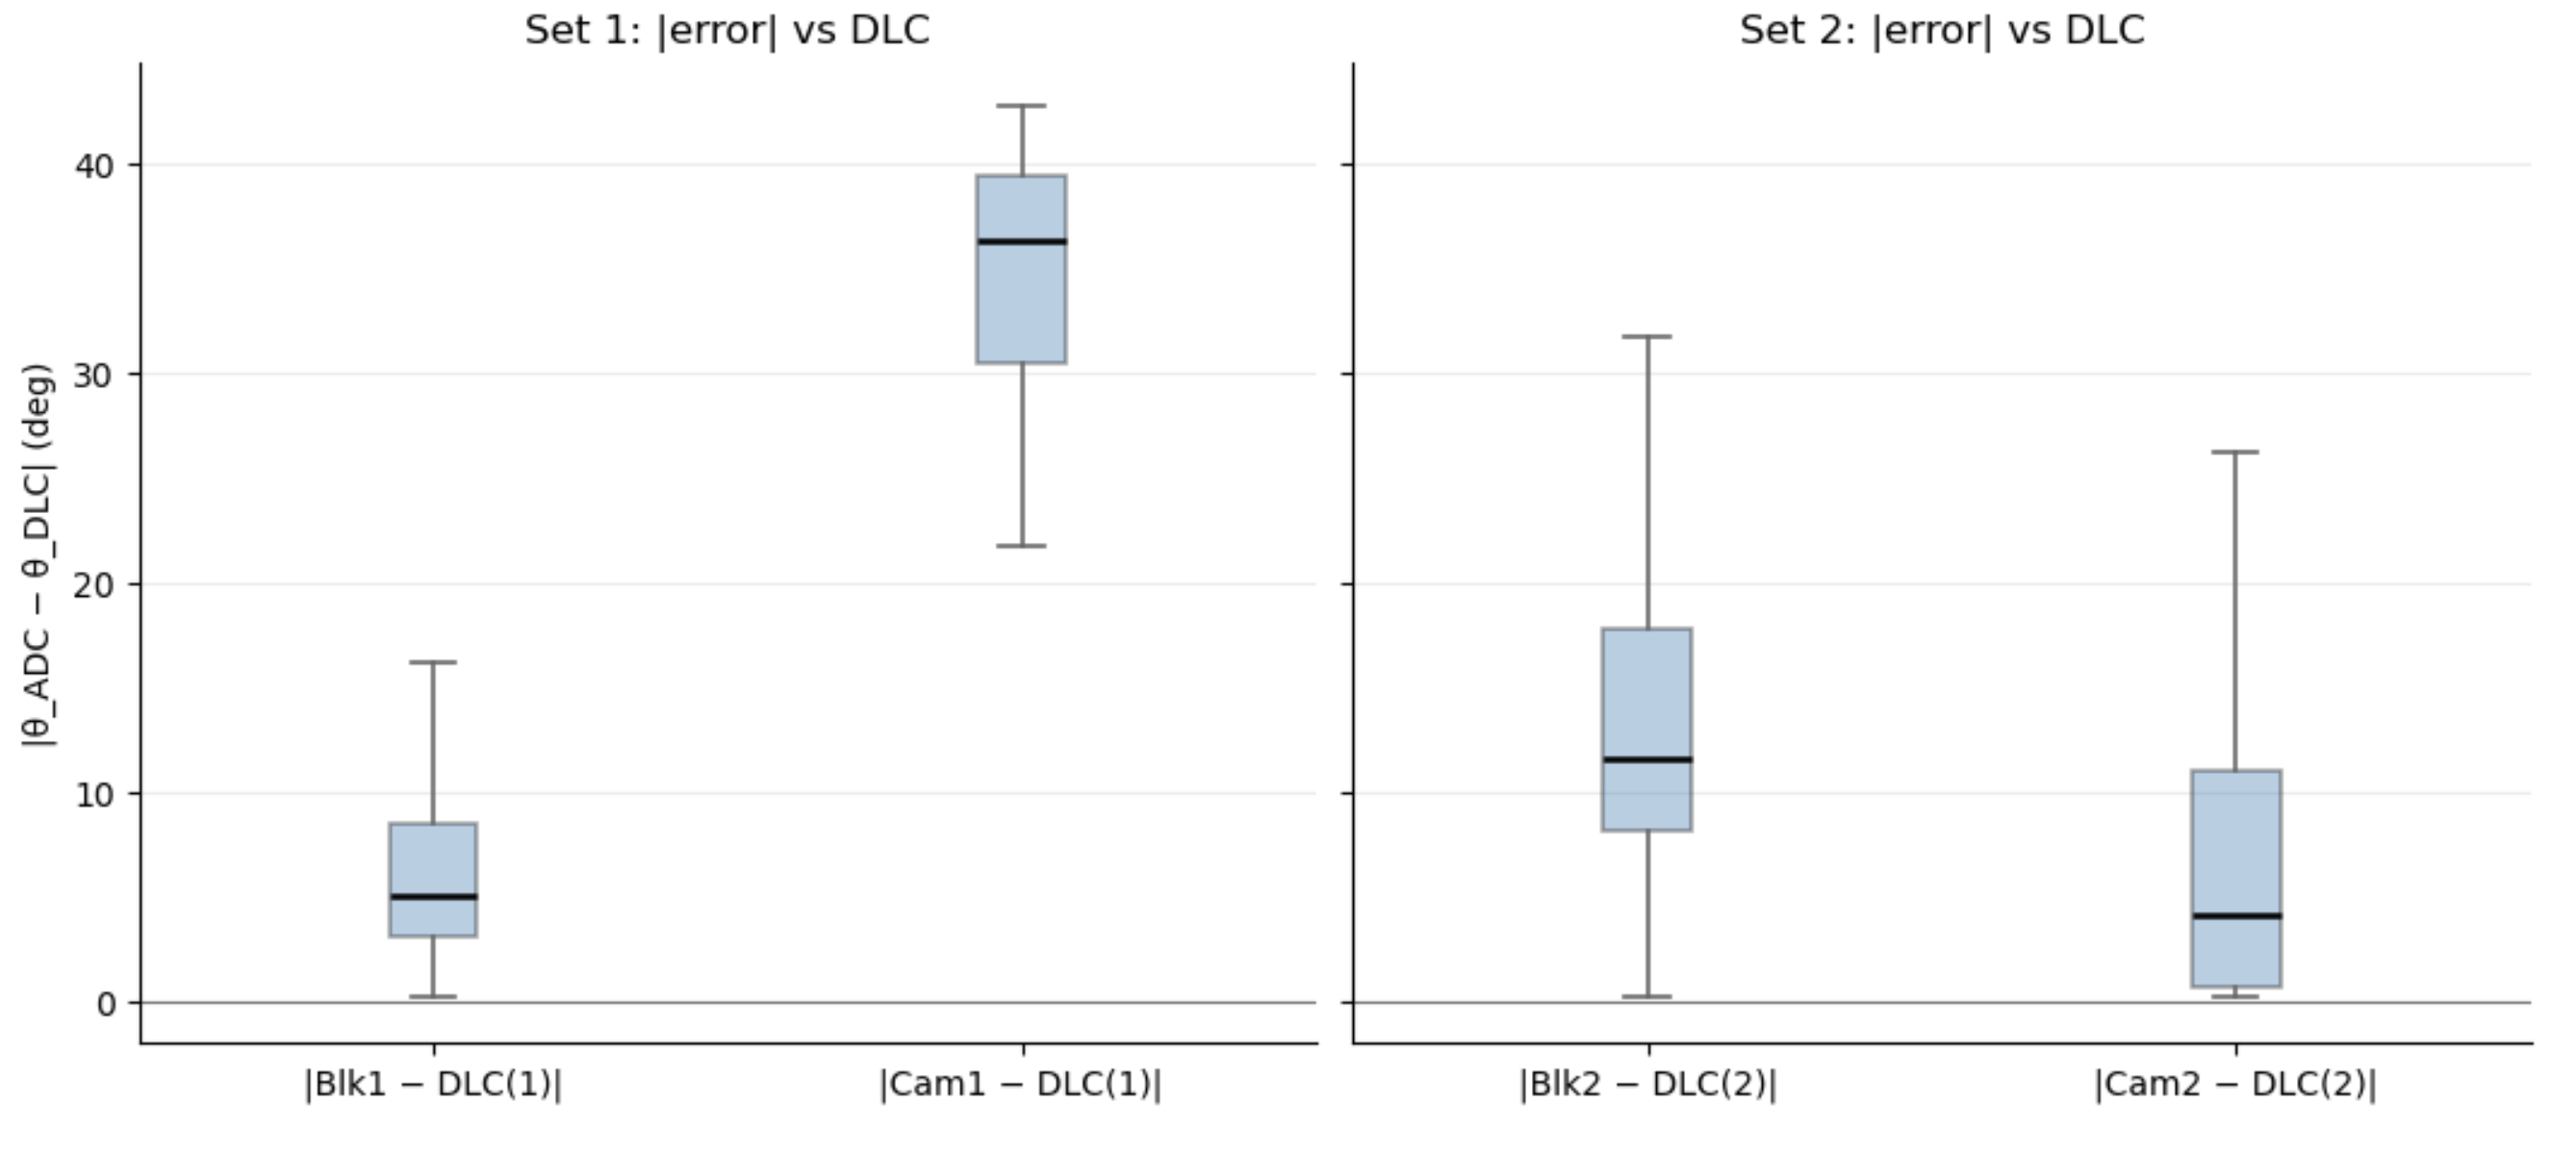 Set 1: |error| vs DLC
Set 2: |error| vs DLC
|θ_ADC − θ_DLC| (deg)
40
30
20
10
0
|Blk1 − DLC(1)|
|Cam1 − DLC(1)|
|Blk2 − DLC(2)|
|Cam2 − DLC(2)|